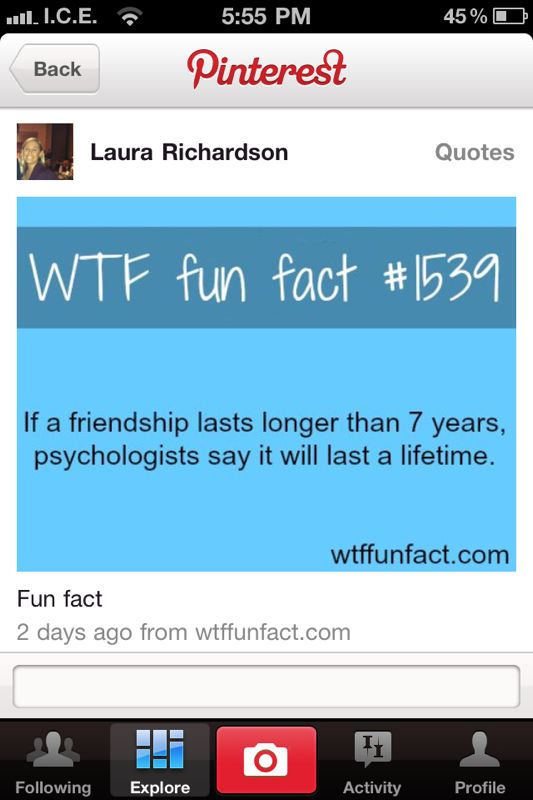 I.C.E. 5:55 PM 45%
Back Pinterest
Laura Richardson Quotes
WTF fun fact #1539
If a friendship lasts longer than 7 years,
psychologists say it will last a lifetime.
wtffunfact.com
Fun fact
2 days ago from wtffunfact.com
Following Explore Activity Profile